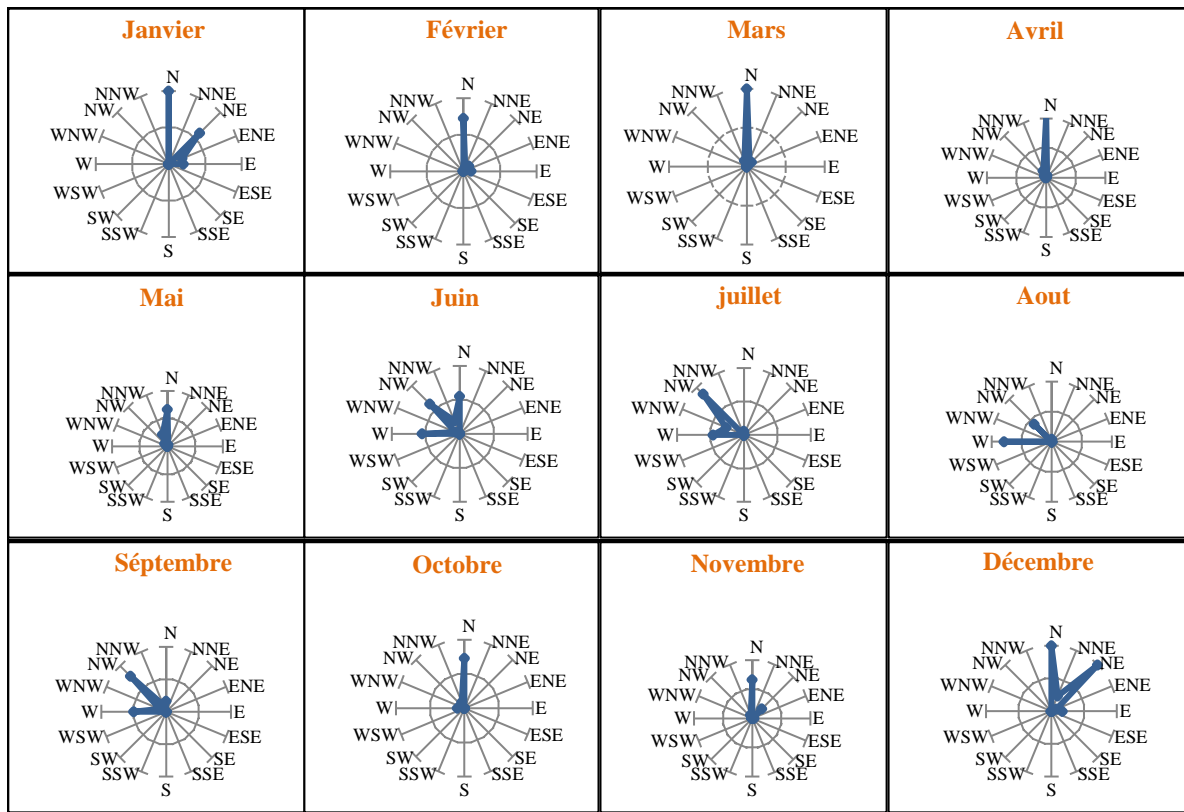 Janvier
N
NNW NNE
NW NE
WNW ENE
W E
WSW ESE
SW SE
SSW SSE
S
Février
N
NNW NNE
NW NE
WNW ENE
W E
WSW ESE
SW SE
SSW SSE
S
Mars
N
NNW NNE
NW NE
WNW ENE
W E
WSW ESE
SW SE
SSW SSE
S
Avril
N
NNW NNE
NW NE
WNW ENE
W E
WSW ESE
SW SE
SSW SSE
S
Mai
N
NNW NNE
NW NE
WNW ENE
W E
WSW ESE
SW SE
SSW SSE
S
Juin
N
NNW NNE
NW NE
WNW ENE
W E
WSW ESE
SW SE
SSW SSE
S
juillet
N
NNW NNE
NW NE
WNW ENE
W E
WSW ESE
SW SE
SSW SSE
S
Aout
N
NNW NNE
NW NE
WNW ENE
W E
WSW ESE
SW SE
SSW SSE
S
Séptembre
N
NNW NNE
NW NE
WNW ENE
W E
WSW ESE
SW SE
SSW SSE
S
Octobre
N
NNW NNE
NW NE
WNW ENE
W E
WSW ESE
SW SE
SSW SSE
S
Novembre
N
NNW NNE
NW NE
WNW ENE
W E
WSW ESE
SW SE
SSW SSE
S
Décembre
N
NNW NNE
NW NE
WNW ENE
W E
WSW ESE
SW SE
SSW SSE
S